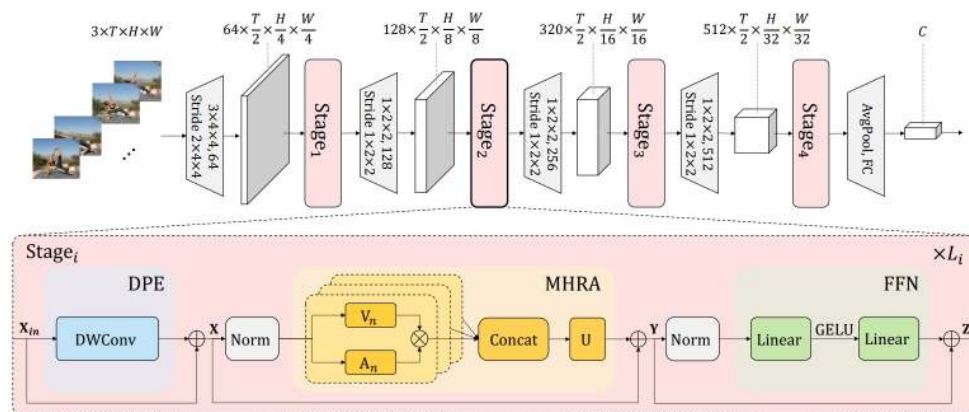 3×T×H×W
64×T/2×H/4×W/4
128×T/2×H/8×W/8
320×T/2×H/16×W/16
512×T/2×H/32×W/32
C
3×4×4, 64
Stride 2×4×4
Stage₁
1×2×2, 128
Stride 1×2×2
Stage₂
1×2×2, 256
Stride 1×2×2
Stage₃
1×2×2, 512
Stride 1×2×2
Stage₄
AvgPool, FC
Stageᵢ
×Lᵢ
DPE
MHRA
FFN
X_in
DWConv
X
Norm
Vₙ
Aₙ
Concat
U
Y
Norm
Linear
GELU
Linear
Z